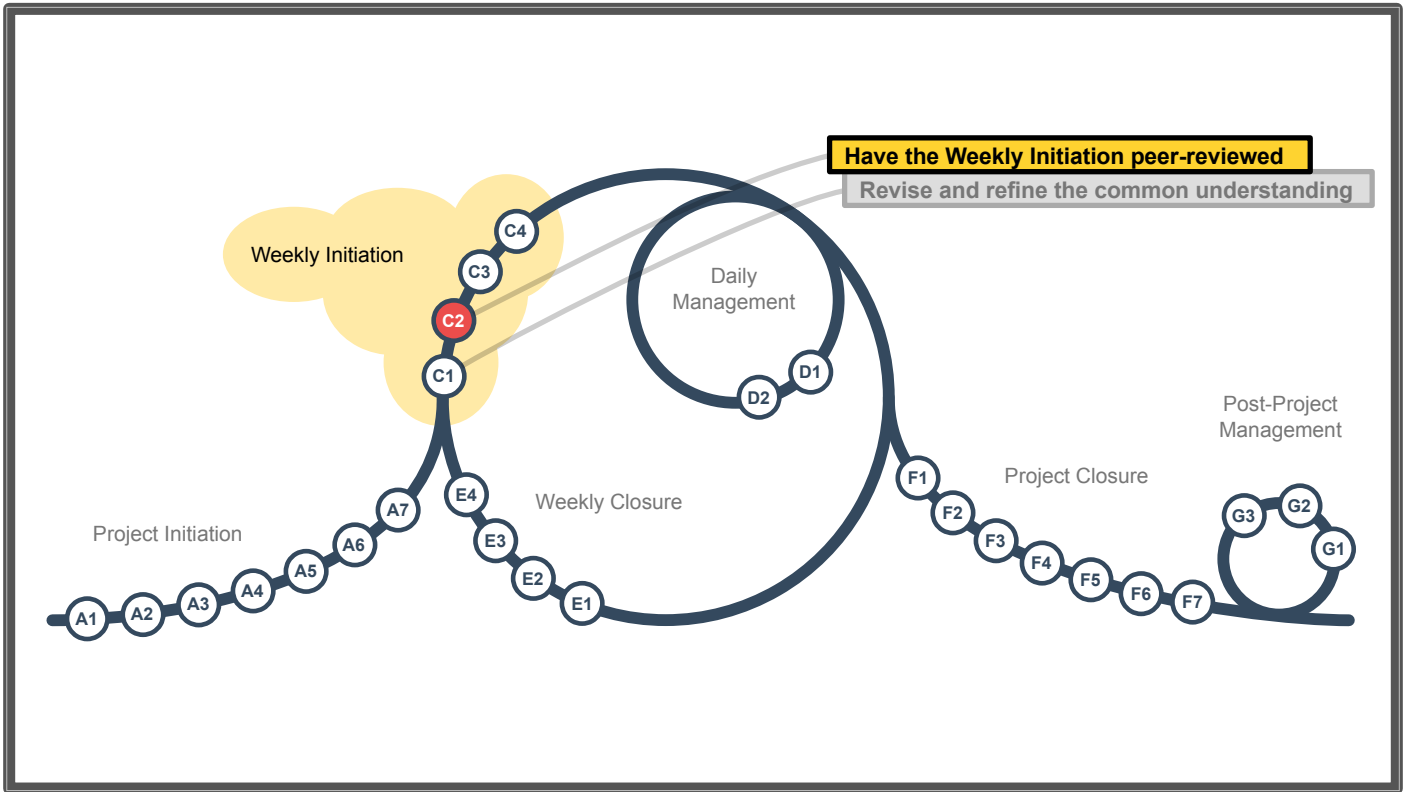 Have the Weekly Initiation peer-reviewed
Revise and refine the common understanding
Weekly Initiation
C4
C3
C2
C1
Daily
Management
D1
D2
Post-Project
Management
Project Initiation
A1
A2
A3
A4
A5
A6
A7
Weekly Closure
E4
E3
E2
E1
Project Closure
F1
F2
F3
F4
F5
F6
F7
G3
G2
G1